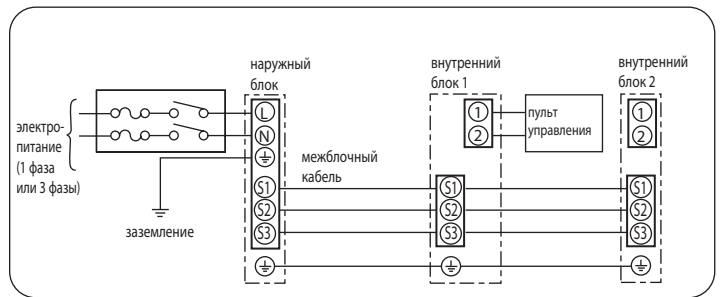 наружный
блок
внутренний
блок 1
внутренний
блок 2
электро-
питание
(1 фаза
или 3 фазы)
L
N
заземление
межблочный
кабель
1
2
пульт
управления
1
2
S1
S2
S3
S1
S2
S3
S1
S2
S3